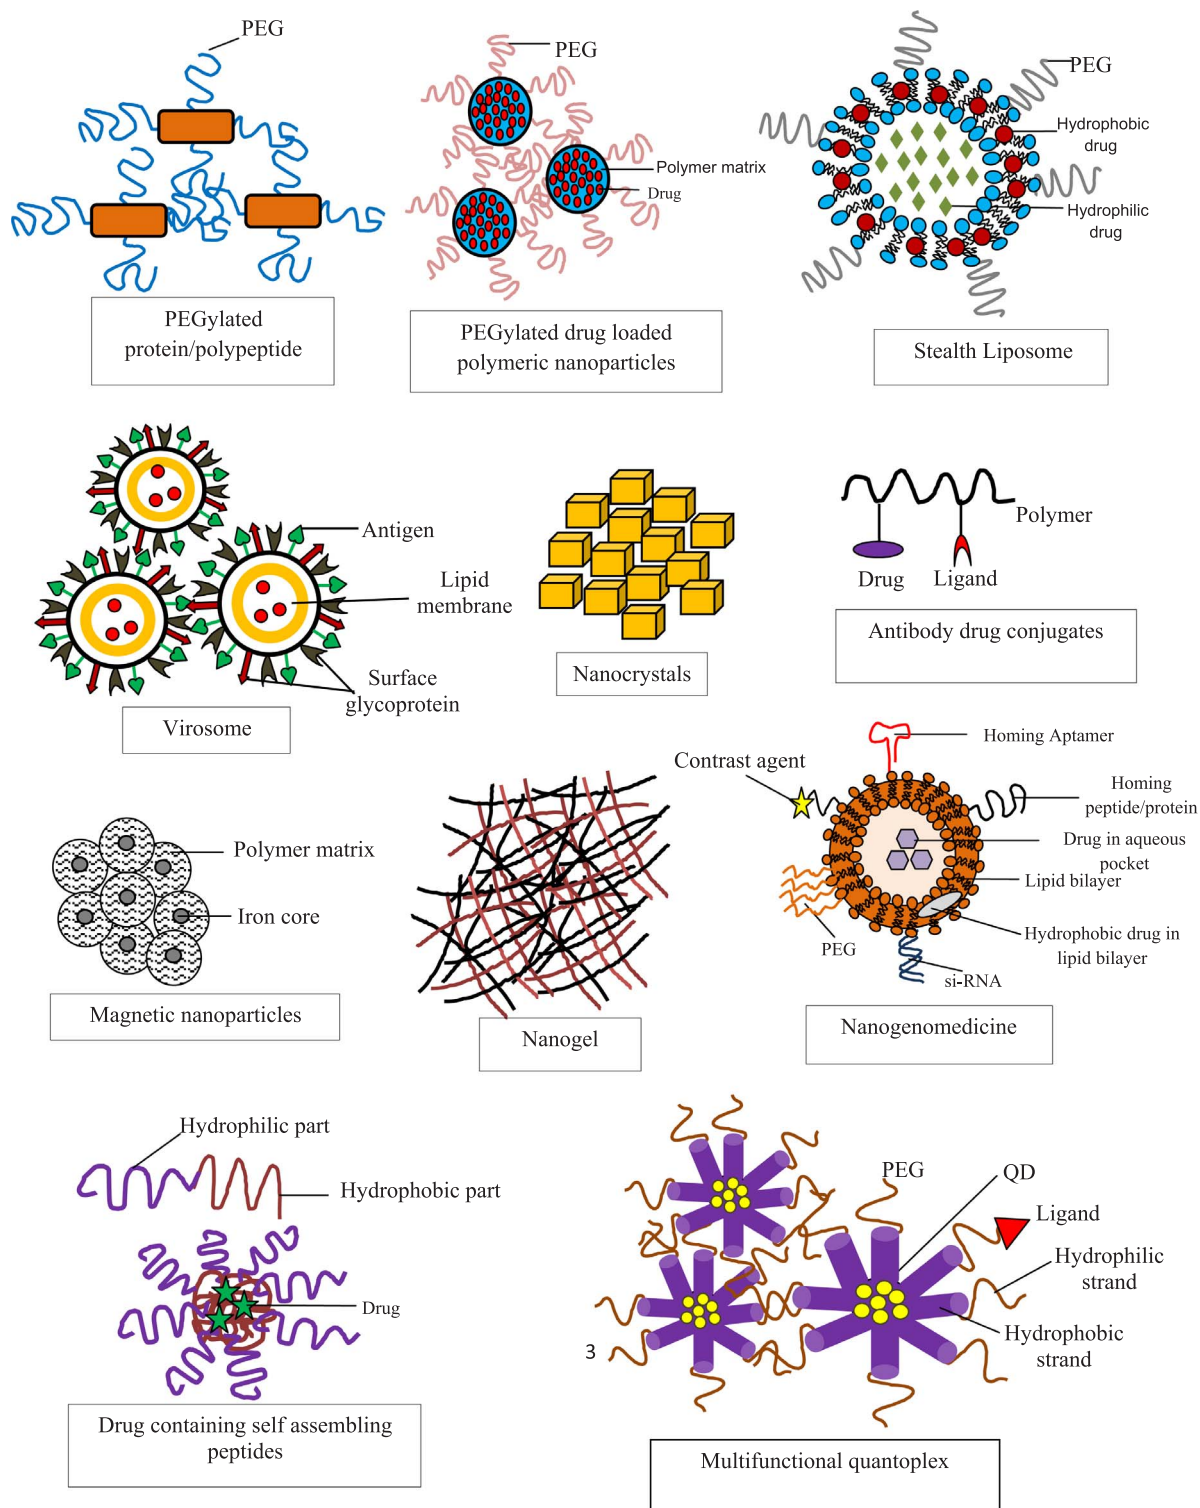 PEG
PEG
Polymer matrix
Drug
PEG
Hydrophobic
drug
Hydrophilic
drug
PEGylated
protein/polypeptide
PEGylated drug loaded
polymeric nanoparticles
Stealth Liposome
Antigen
Lipid
membrane
Surface
glycoprotein
Virosome
Nanocrystals
Polymer
Drug
Ligand
Antibody drug conjugates
Polymer matrix
Iron core
Magnetic nanoparticles
Nanogel
Homing Aptamer
Contrast agent
Homing
peptide/protein
Drug in aqueous
pocket
Lipid bilayer
Hydrophobic drug in
lipid bilayer
PEG
si-RNA
Nanogenomedicine
Hydrophilic part
Hydrophobic part
Drug
Drug containing self assembling
peptides
PEG
QD
Ligand
Hydrophilic
strand
Hydrophobic
strand
3
Multifunctional quantoplex